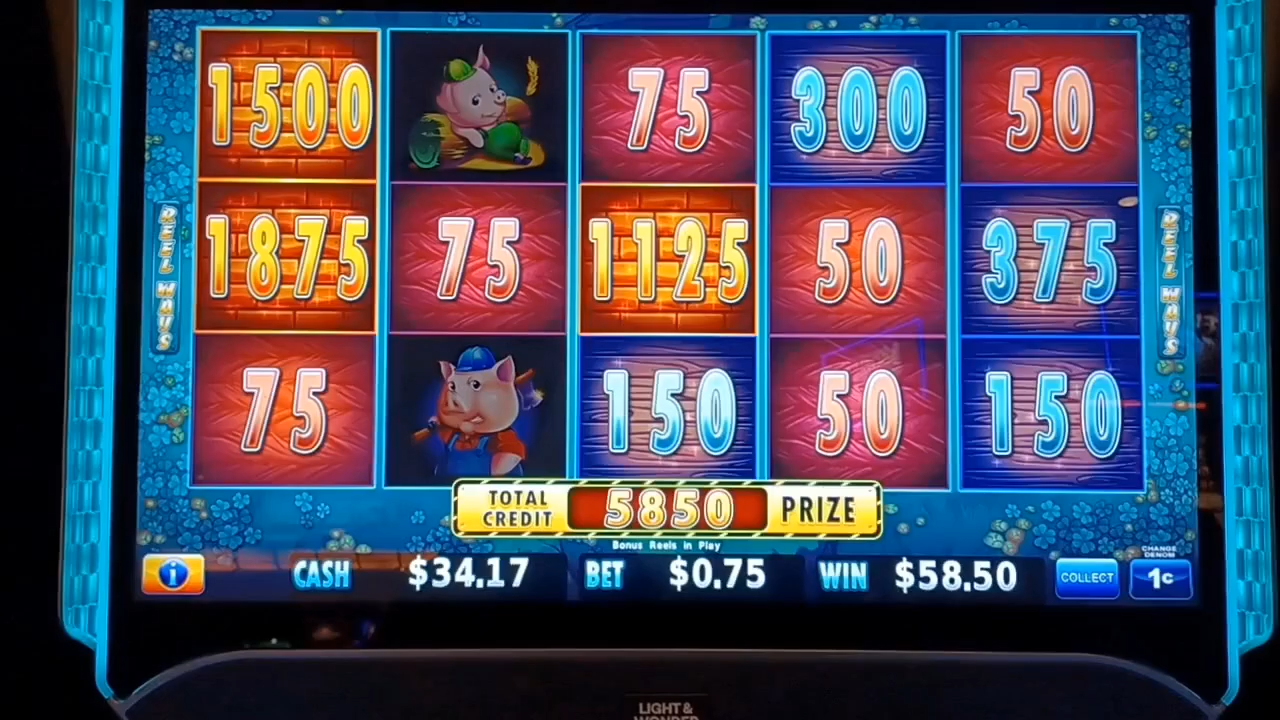 1500 75 300 50
1875 75 1125 50 375
75 150 50 150
REEL WAYS
REEL WAYS
TOTAL CREDIT 5850 PRIZE
Bonus Reels in Play
CASH $34.17 BET $0.75 WIN $58.50
COLLECT
CHANGE DENOM
1¢
LIGHT &
WONDER